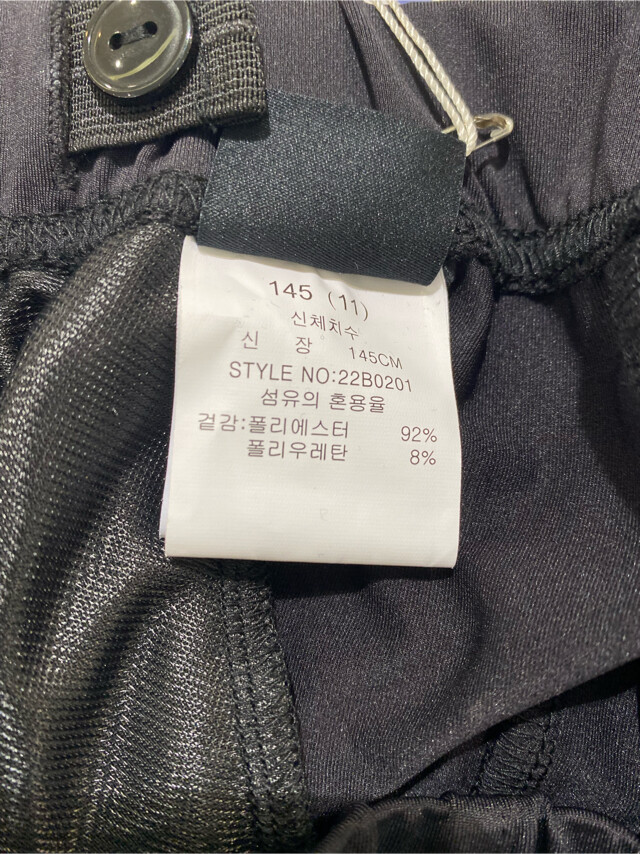 145 (11)
신체치수
신 장 145CM
STYLE NO:22B0201
섬유의 혼용율
겉감:폴리에스터 92%
폴리우레탄 8%